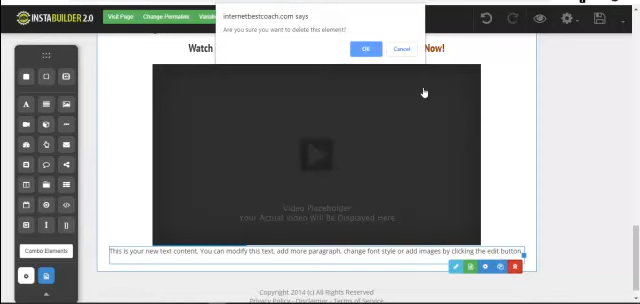 INSTABUILDER 2.0
Visit Page
Change Permalink
internetbestcoach.com says
Are you sure you want to delete this element?
OK
Cancel
Watch
Now!
Video Placeholder
Your Actual Video Will Be Displayed Here
This is your new text content. You can modify this text, add more paragraph, change font style or add images by clicking the edit button.
Combo Elements
Copyright 2014 (c) All Rights Reserved
Privacy Policy - Disclaimer - Terms of Service